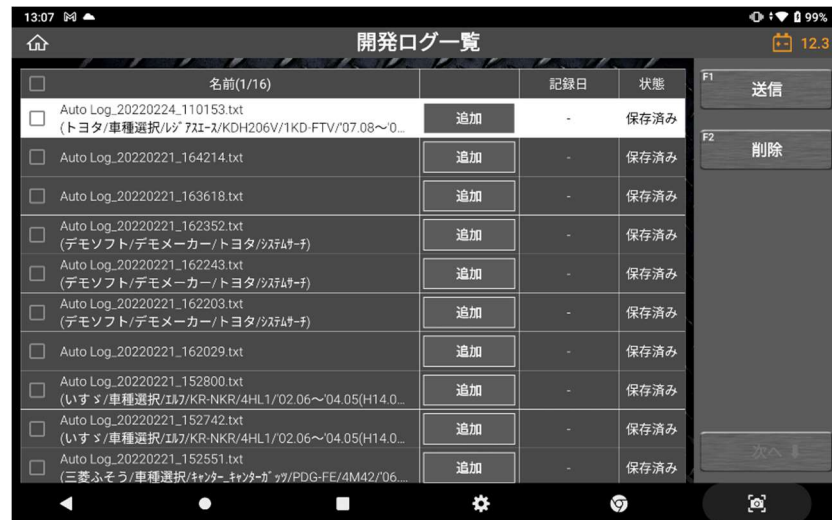 13:07
99%
開発ログ一覧
12.3
名前(1/16)
記録日
状態
Auto Log_20220224_110153.txt
(トヨタ/車種選択/ﾚｼﾞｱｽｴｰｽ/KDH206V/1KD-FTV/'07.08～'0...
追加
-
保存済み
Auto Log_20220221_164214.txt
追加
-
保存済み
Auto Log_20220221_163618.txt
追加
-
保存済み
Auto Log_20220221_162352.txt
(デモソフト/デモメーカー/トヨタ/ｼｽﾃﾑｻｰﾁ)
追加
-
保存済み
Auto Log_20220221_162243.txt
(デモソフト/デモメーカー/トヨタ/ｼｽﾃﾑｻｰﾁ)
追加
-
保存済み
Auto Log_20220221_162203.txt
(デモソフト/デモメーカー/トヨタ/ｼｽﾃﾑｻｰﾁ)
追加
-
保存済み
Auto Log_20220221_162029.txt
追加
-
保存済み
Auto Log_20220221_152800.txt
(いすゞ/車種選択/ｴﾙﾌ/KR-NKR/4HL1/'02.06～'04.05(H14.0...
追加
-
保存済み
Auto Log_20220221_152742.txt
(いすゞ/車種選択/ｴﾙﾌ/KR-NKR/4HL1/'02.06～'04.05(H14.0...
追加
-
保存済み
Auto Log_20220221_152551.txt
(三菱ふそう/車種選択/ｷｬﾝﾀｰ_ｷｬﾝﾀｰｶﾞｯﾂ/PDG-FE/4M42/'06....
追加
-
保存済み
F1
送信
F2
削除
次へ